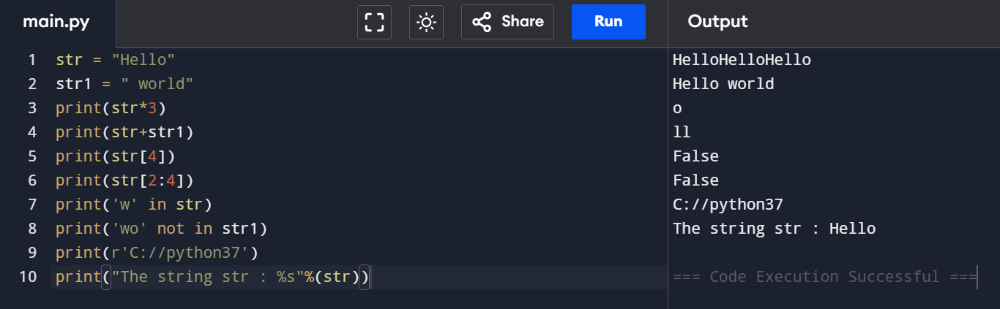 main.py Share Run Output
1 str = "Hello"
2 str1 = " world"
3 print(str*3)
4 print(str+str1)
5 print(str[4])
6 print(str[2:4])
7 print('w' in str)
8 print('wo' not in str1)
9 print(r'C://python37')
10 print("The string str : %s"%(str))
HelloHelloHello
Hello world
o
ll
False
False
C://python37
The string str : Hello
=== Code Execution Successful ===